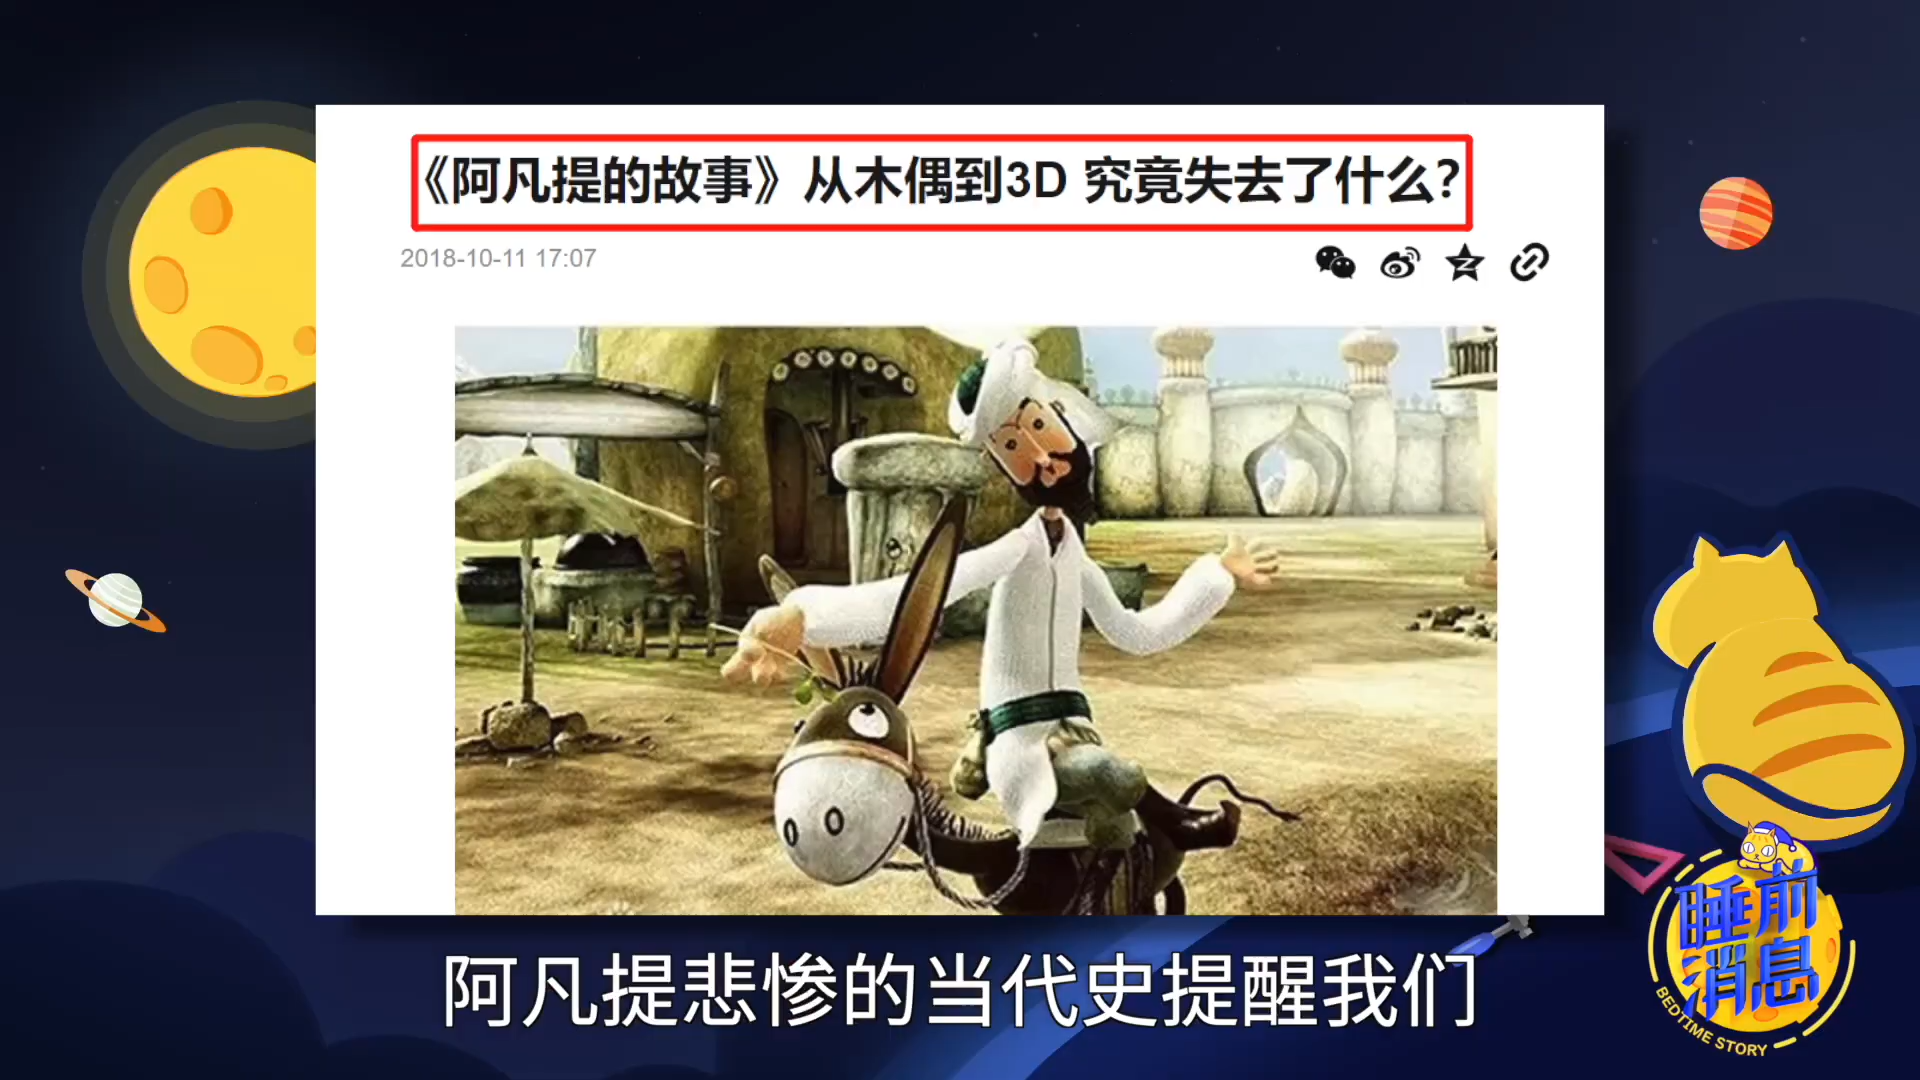 《阿凡提的故事》从木偶到3D 究竟失去了什么?
2018-10-11 17:07
阿凡提悲惨的当代史提醒我们
睡前
消息
BEDTIME STORY